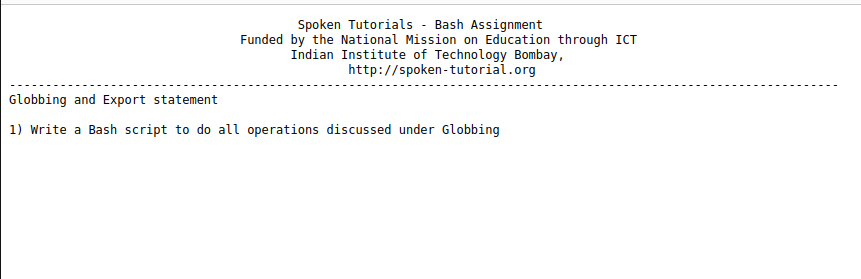 Spoken Tutorials - Bash Assignment
Funded by the National Mission on Education through ICT
Indian Institute of Technology Bombay,
http://spoken-tutorial.org
-------------------------------------------------------------------------------------------------------------------
Globbing and Export statement
1) Write a Bash script to do all operations discussed under Globbing